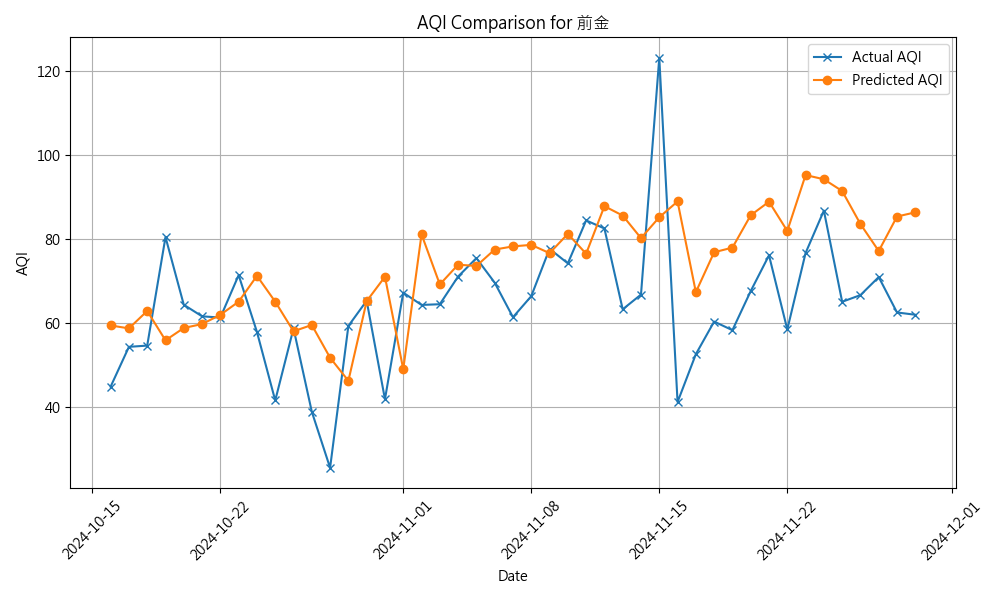 AQI Comparison for 前金
Actual AQI
Predicted AQI
AQI
120
100
80
60
40
2024-10-15
2024-10-22
2024-11-01
2024-11-08
2024-11-15
2024-11-22
2024-12-01
Date